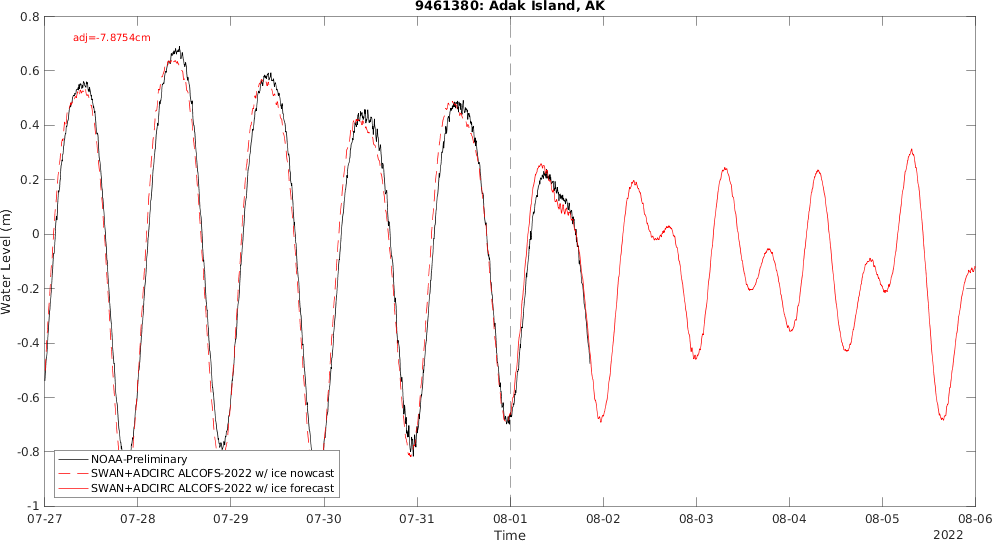 9461380: Adak Island, AK
adj=-7.8754cm
0.8
0.6
0.4
0.2
0
-0.2
-0.4
-0.6
-0.8
-1
Water Level (m)
NOAA-Preliminary
SWAN+ADCIRC ALCOFS-2022 w/ ice nowcast
SWAN+ADCIRC ALCOFS-2022 w/ ice forecast
07-27 07-28 07-29 07-30 07-31 08-01 08-02 08-03 08-04 08-05 08-06
Time
2022